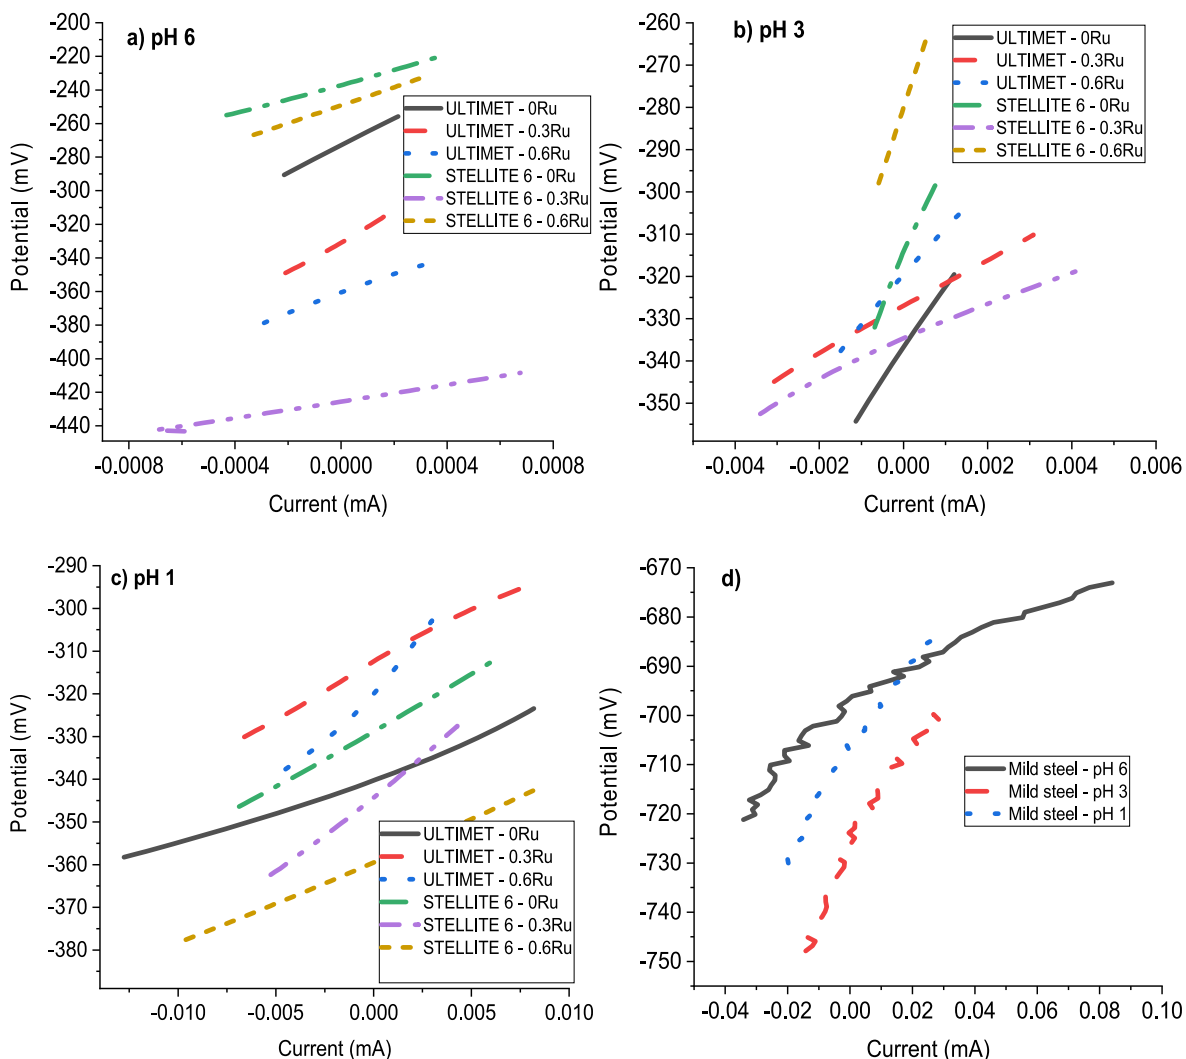 a) pH 6
-200
-220
-240
-260
-280
-300
-320
-340
-360
-380
-400
-420
-440
Potential (mV)
-0.0008
-0.0004
0.0000
0.0004
0.0008
Current (mA)
ULTIMET - 0Ru
ULTIMET - 0.3Ru
ULTIMET - 0.6Ru
STELLITE 6 - 0Ru
STELLITE 6 - 0.3Ru
STELLITE 6 - 0.6Ru
b) pH 3
-260
-270
-280
-290
-300
-310
-320
-330
-340
-350
Potential (mV)
-0.004
-0.002
0.000
0.002
0.004
0.006
Current (mA)
ULTIMET - 0Ru
ULTIMET - 0.3Ru
ULTIMET - 0.6Ru
STELLITE 6 - 0Ru
STELLITE 6 - 0.3Ru
STELLITE 6 - 0.6Ru
c) pH 1
-290
-300
-310
-320
-330
-340
-350
-360
-370
-380
Potential (mV)
-0.010
-0.005
0.000
0.005
0.010
Current (mA)
ULTIMET - 0Ru
ULTIMET - 0.3Ru
ULTIMET - 0.6Ru
STELLITE 6 - 0Ru
STELLITE 6 - 0.3Ru
STELLITE 6 - 0.6Ru
d)
-670
-680
-690
-700
-710
-720
-730
-740
-750
Potential (mV)
-0.04
-0.02
0.00
0.02
0.04
0.06
0.08
0.10
Current (mA)
Mild steel - pH 6
Mild steel - pH 3
Mild steel - pH 1